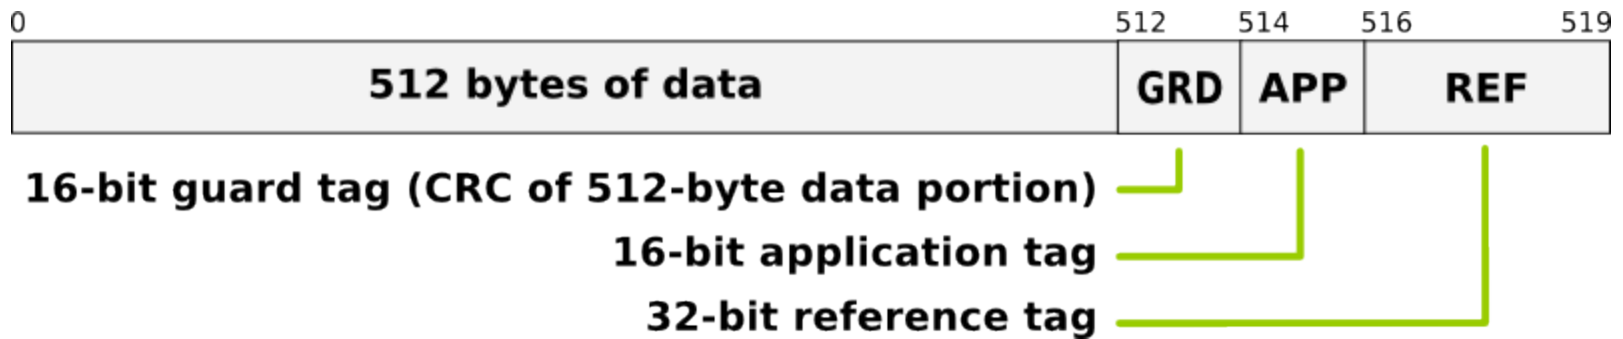 0 512 514 516 519
512 bytes of data GRD APP REF
16-bit guard tag (CRC of 512-byte data portion)
16-bit application tag
32-bit reference tag